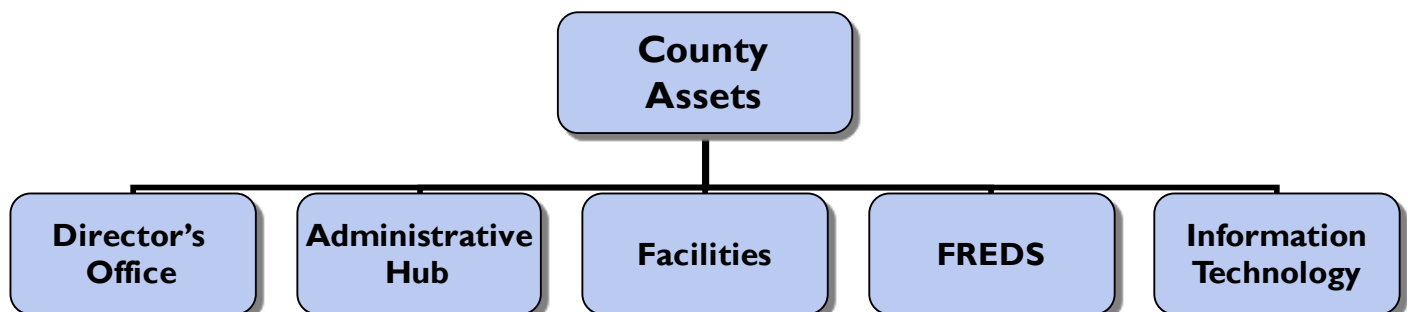 County
Assets
Director’s
Office
Administrative
Hub
Facilities
FREDS
Information
Technology